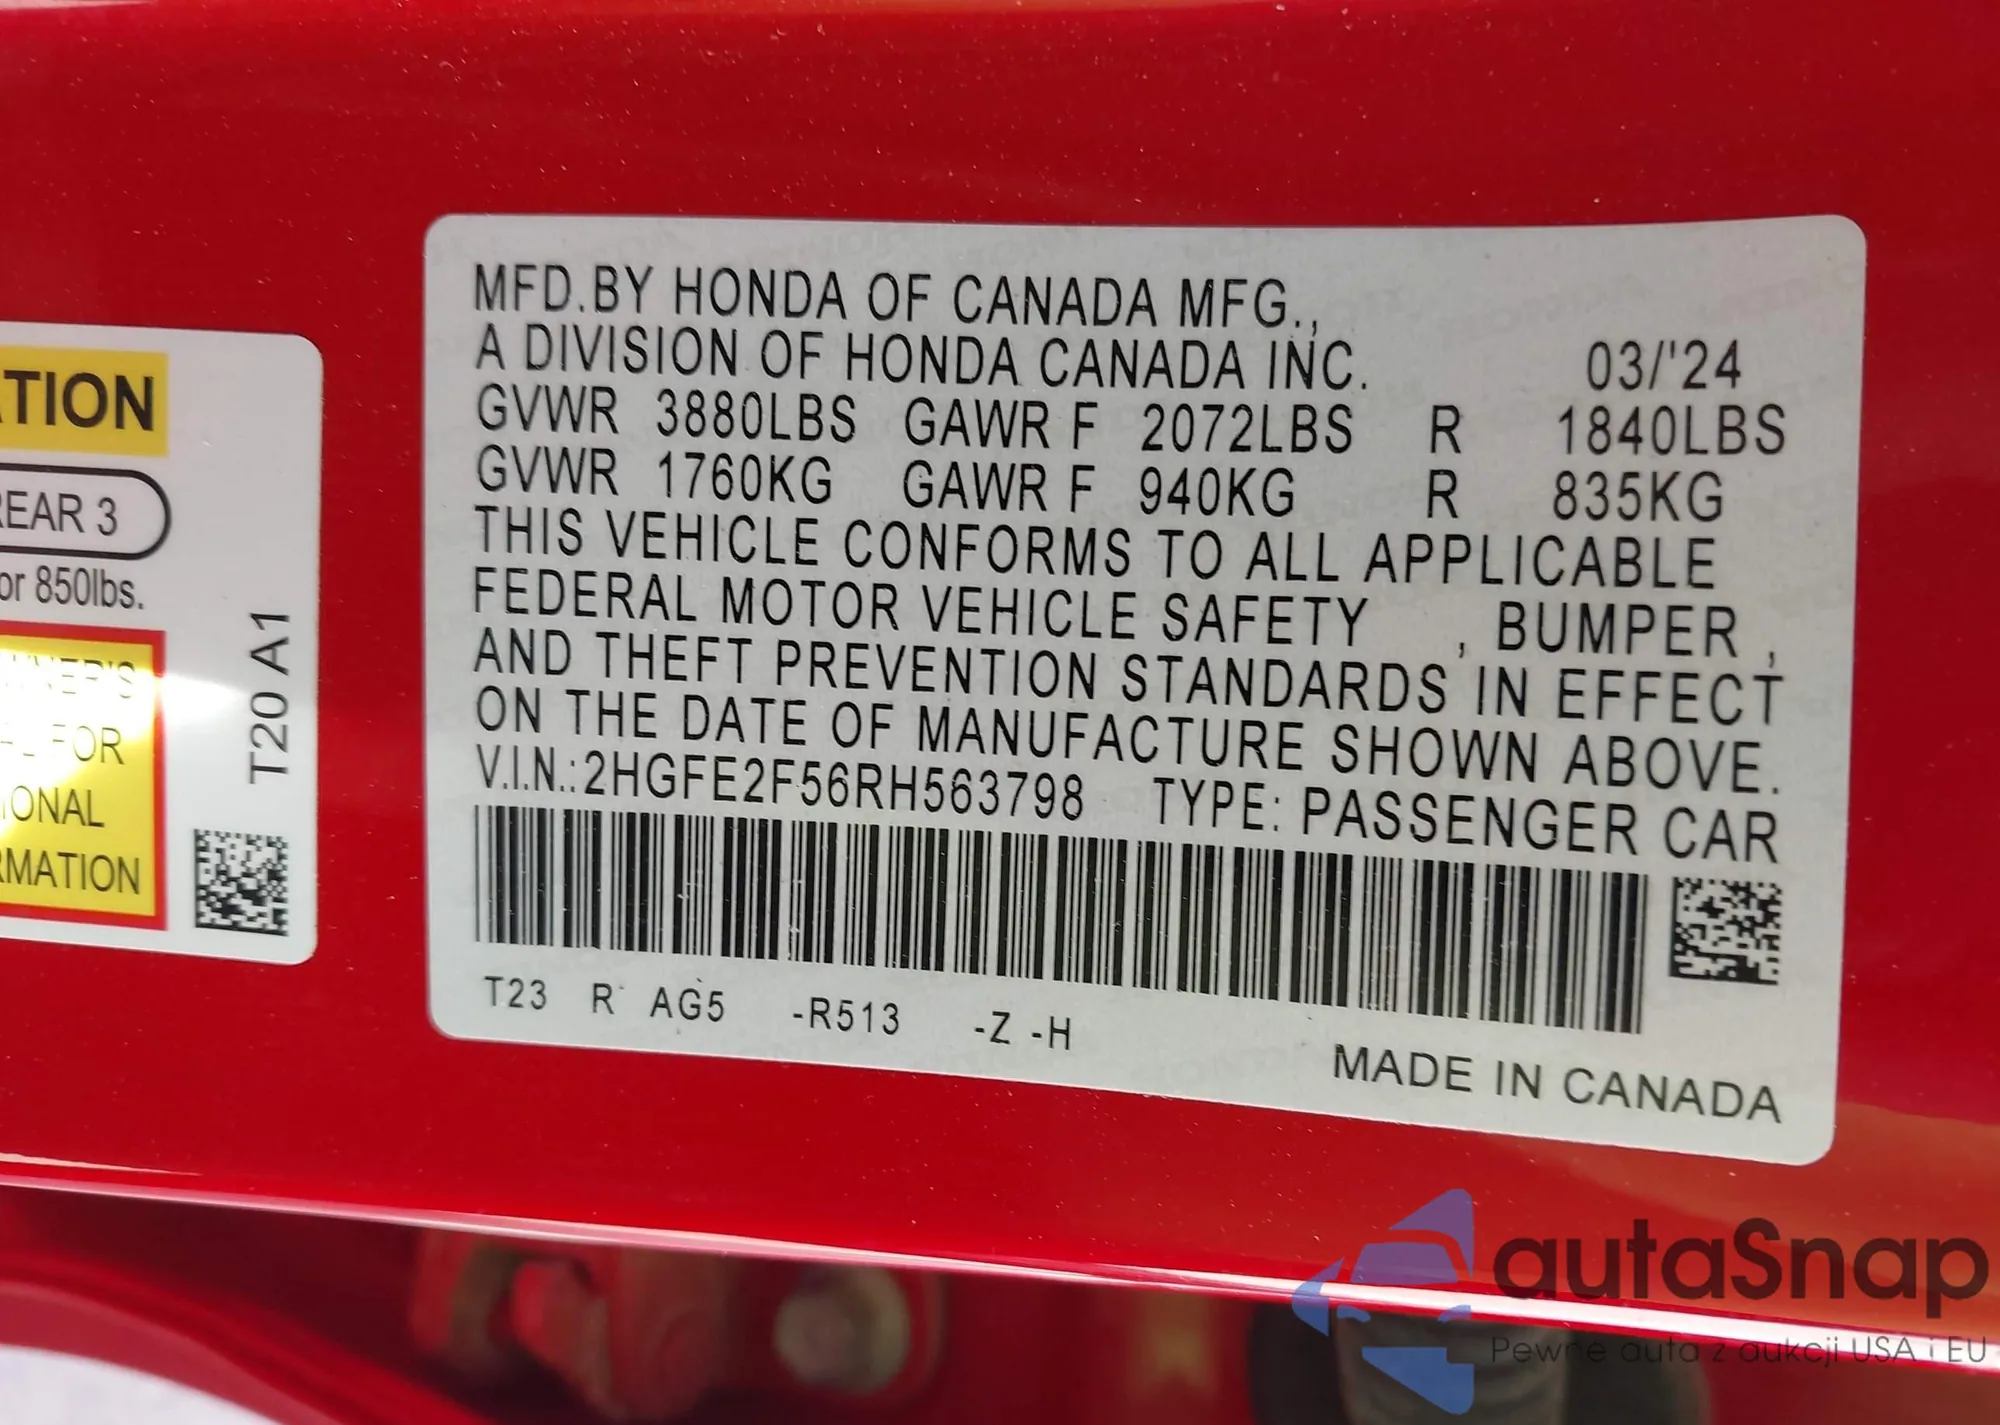 ATION
REAR 3
or 850lbs.
OWNER'S
FOR
IONAL
RMATION
T20 A1
MFD.BY HONDA OF CANADA MFG.,
A DIVISION OF HONDA CANADA INC. 03/'24
GVWR 3880LBS GAWR F 2072LBS R 1840LBS
GVWR 1760KG GAWR F 940KG R 835KG
THIS VEHICLE CONFORMS TO ALL APPLICABLE
FEDERAL MOTOR VEHICLE SAFETY , BUMPER ,
AND THEFT PREVENTION STANDARDS IN EFFECT
ON THE DATE OF MANUFACTURE SHOWN ABOVE.
V.I.N.:2HGFE2F56RH563798 TYPE: PASSENGER CAR
T23 R AG5 -R513 -Z -H
MADE IN CANADA
autaSnap
Pewne auta z aukcji USA i EU